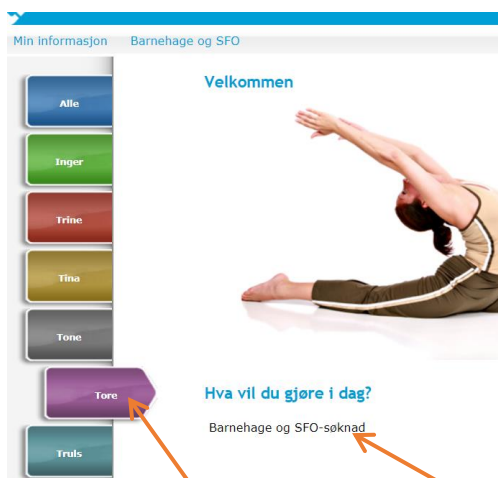 Min informasjon Barnehage og SFO
Velkommen
Alle
Inger
Trine
Tina
Tone
Tore
Truls
Hva vil du gjøre i dag?
Barnehage og SFO-søknad